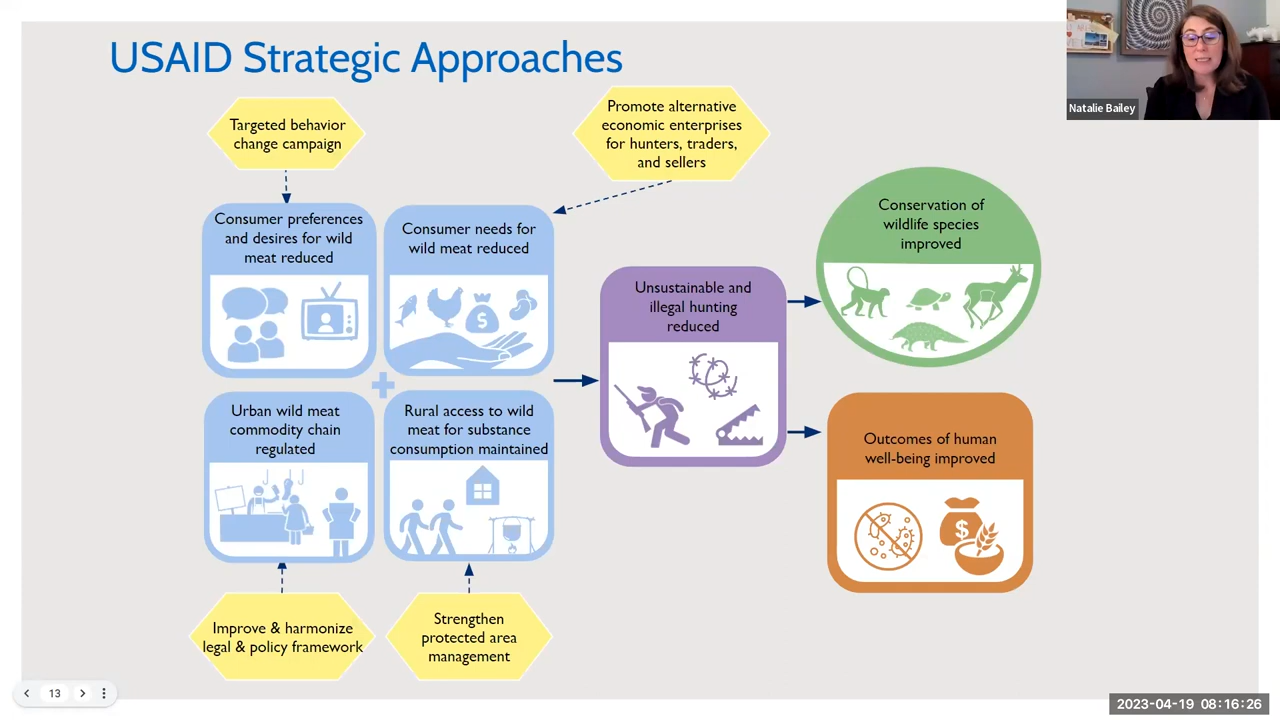 USAID Strategic Approaches
Natalie Bailey
Targeted behavior
change campaign
Promote alternative
economic enterprises
for hunters, traders,
and sellers
Consumer preferences
and desires for wild
meat reduced
Consumer needs for
wild meat reduced
$
Urban wild meat
commodity chain
regulated
Rural access to wild
meat for substance
consumption maintained
Improve & harmonize
legal & policy framework
Strengthen
protected area
management
Unsustainable and
illegal hunting
reduced
Conservation of
wildlife species
improved
Outcomes of human
well-being improved
$
13
2023-04-19 08:16:26